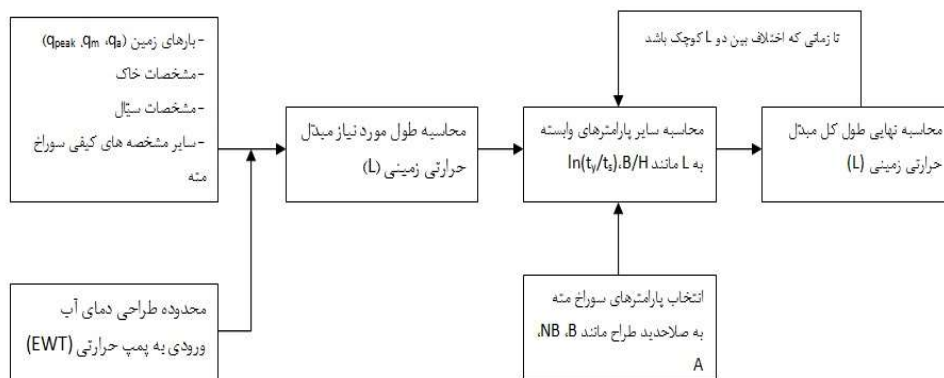 -بارهای زمین (qpeak ,qm ،qa)
-مشخصات خاک
-مشخصات سیّال
-سایر مشخصه های کیفی سوراخ
مته
محدوده طراحی دمای آب
ورودی به پمپ حرارتی (EWT)
محاسبه طول مورد نیاز مبدّل
حرارتی زمینی (L)
محاسبه سایر پارامترهای وابسته
به L مانند B/H،ln(ty/ts)
انتخاب پارامترهای سوراخ مته
به صلاحدید طراح مانند NB ،B،
A
تا زمانی که اختلاف بین دو L کوچک باشد
محاسبه نهایی طول کل مبدّل
حرارتی زمینی (L)